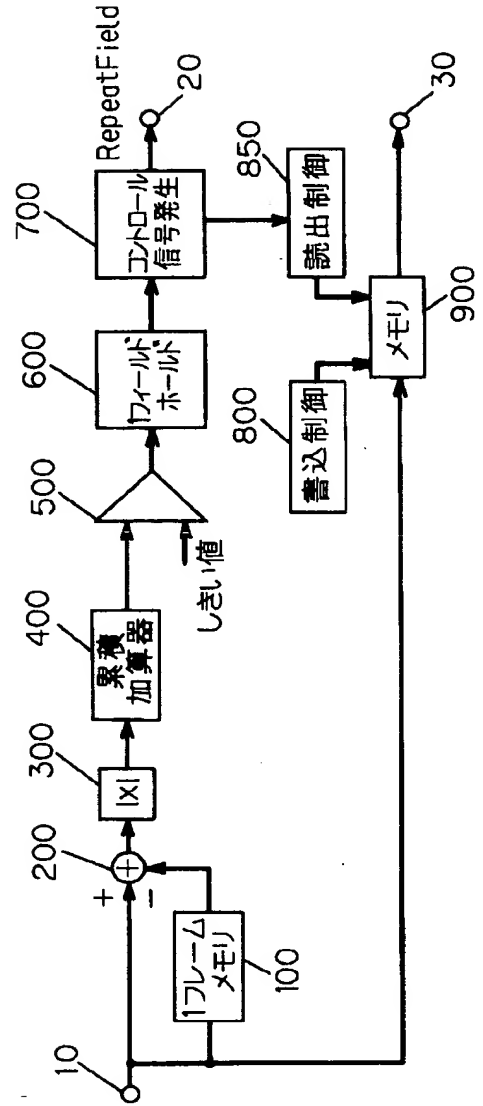 10
+
−
200
1フレーム
メモリ
100
300
|X|
400
累積
加算器
500
しきい値
600
1フィールド
ホールド
700
コントロール
信号発生
RepeatField
20
800
書込制御
850
読出制御
メモリ
900
30